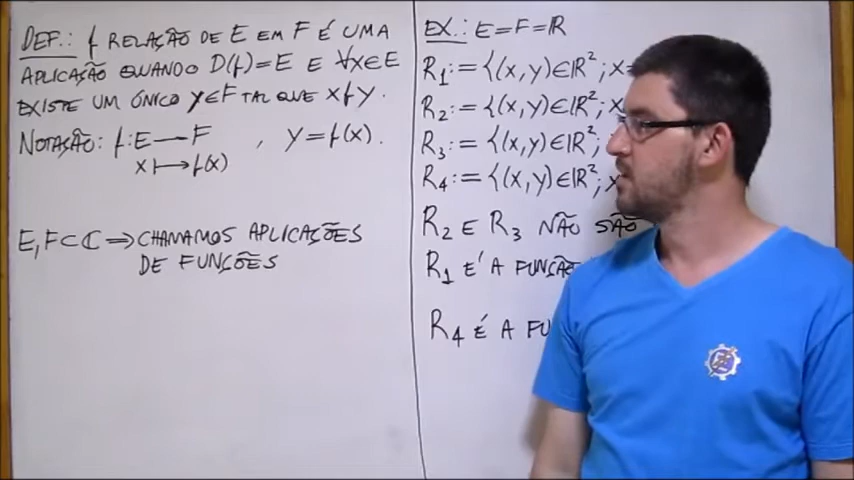 DEF.: f RELAÇÃO DE E EM F É UMA
APLICAÇÃO QUANDO D(f)=E E ∀x∈E
EXISTE UM ÚNICO y∈F TAL QUE x f y.
NOTAÇÃO: f:E—F , y=f(x).
x⟼f(x)
E,F⊂ℂ ⇒ CHAMAMOS APLICAÇÕES
DE FUNÇÕES
EX.: E=F=ℝ
R₁:={(x,y)∈ℝ²; x=
R₂:={(x,y)∈ℝ²; x
R₃:={(x,y)∈ℝ²;
R₄:={(x,y)∈ℝ²; x
R₂ E R₃ NÃO SÃO
R₁ É A FUNÇÃO
R₄ É A FU